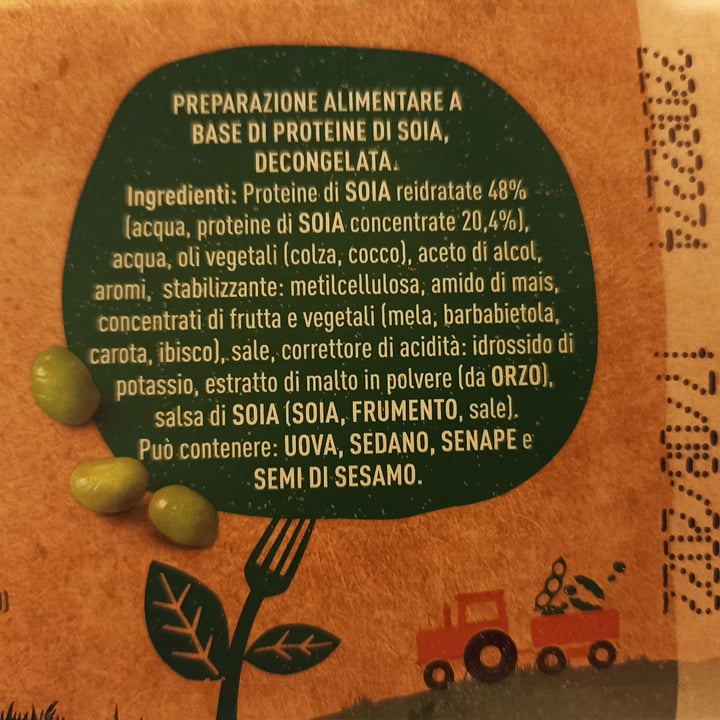 PREPARAZIONE ALIMENTARE A
BASE DI PROTEINE DI SOIA,
DECONGELATA.
Ingredienti: Proteine di SOIA reidratate 48%
(acqua, proteine di SOIA concentrate 20,4%),
acqua, oli vegetali (colza, cocco), aceto di alcol,
aromi, stabilizzante: metilcellulosa, amido di mais,
concentrati di frutta e vegetali (mela, barbabietola,
carota, ibisco), sale, correttore di acidità: idrossido di
potassio, estratto di malto in polvere (da ORZO),
salsa di SOIA (SOIA, FRUMENTO, sale).
Può contenere: UOVA, SEDANO, SENAPE e
SEMI DI SESAMO.
17/08/2022